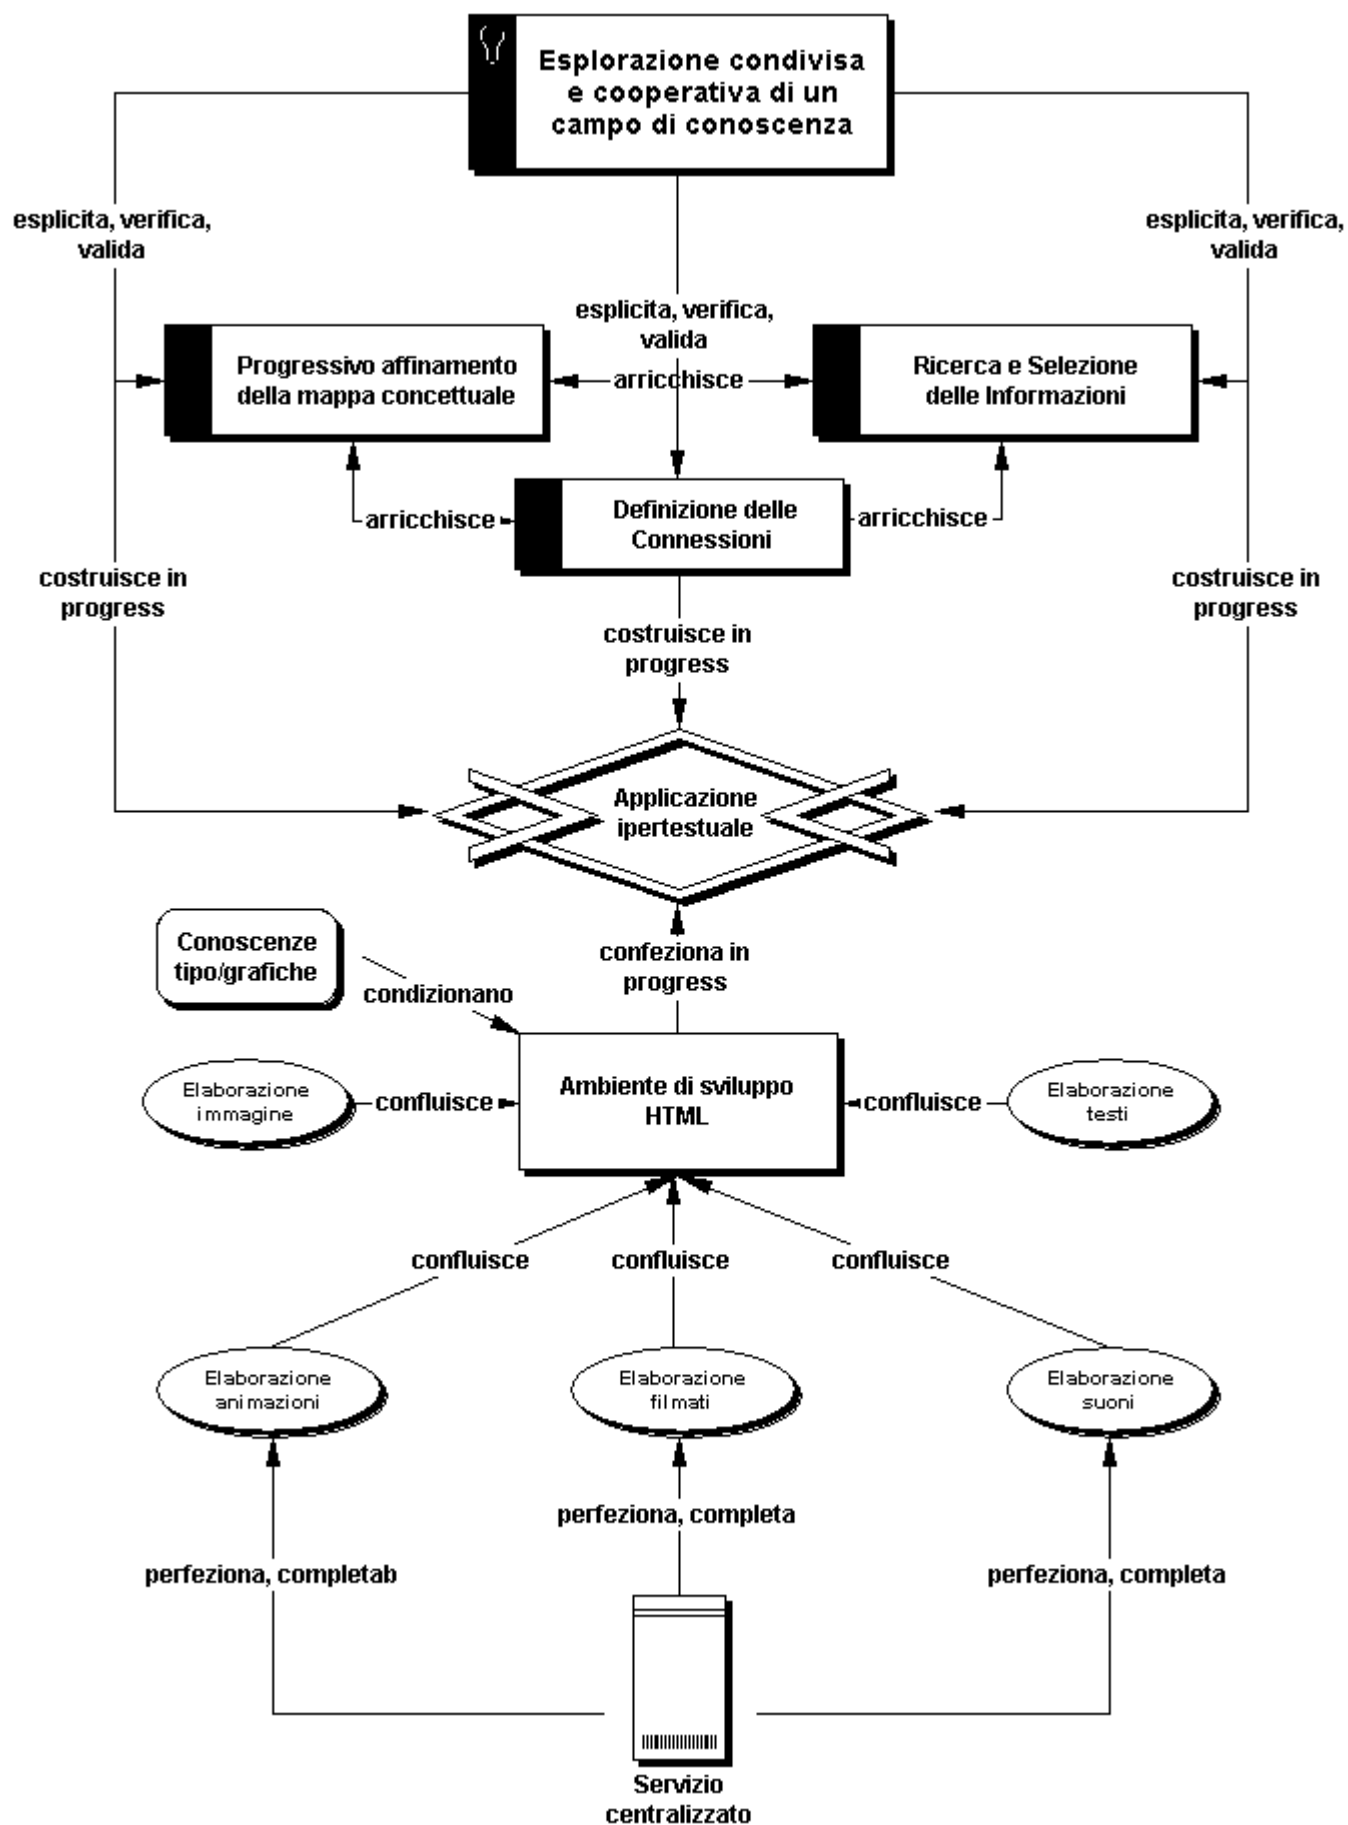 Esplorazione condivisa
e cooperativa di un
campo di conoscenza
esplicita, verifica,
valida
esplicita, verifica,
valida
esplicita, verifica,
valida
Progressivo affinamento
della mappa concettuale
arricchisce
Ricerca e Selezione
delle Informazioni
arricchisce
Definizione delle
Connessioni
arricchisce
costruisce in
progress
costruisce in
progress
costruisce in
progress
Applicazione
ipertestuale
Conoscenze
tipo/grafiche
confeziona in
progress
condizionano
Elaborazione
immagine
confluisce
Ambiente di sviluppo
HTML
confluisce
Elaborazione
testi
confluisce
confluisce
confluisce
Elaborazione
animazioni
Elaborazione
filmati
Elaborazione
suoni
perfeziona, completa
perfeziona, completab
perfeziona, completa
Servizio
centralizzato